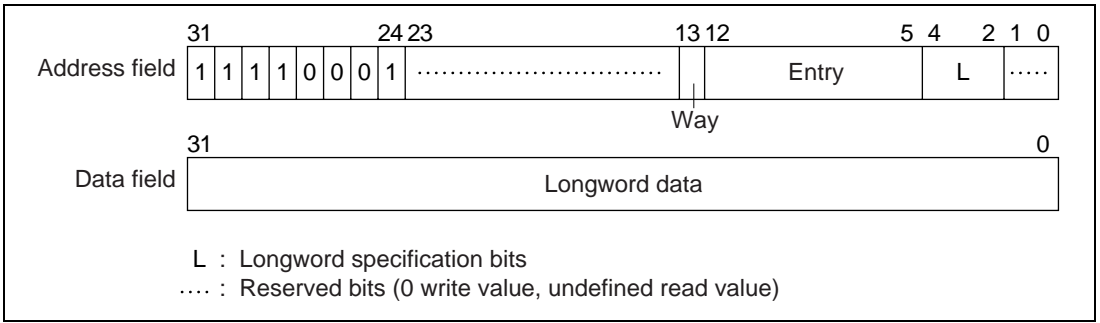 31 24 23 13 12 5 4 2 1 0
Address field 1 1 1 1 0 0 0 1 .............................. Entry L .....
Way
31 0
Data field Longword data
L : Longword specification bits
.... : Reserved bits (0 write value, undefined read value)